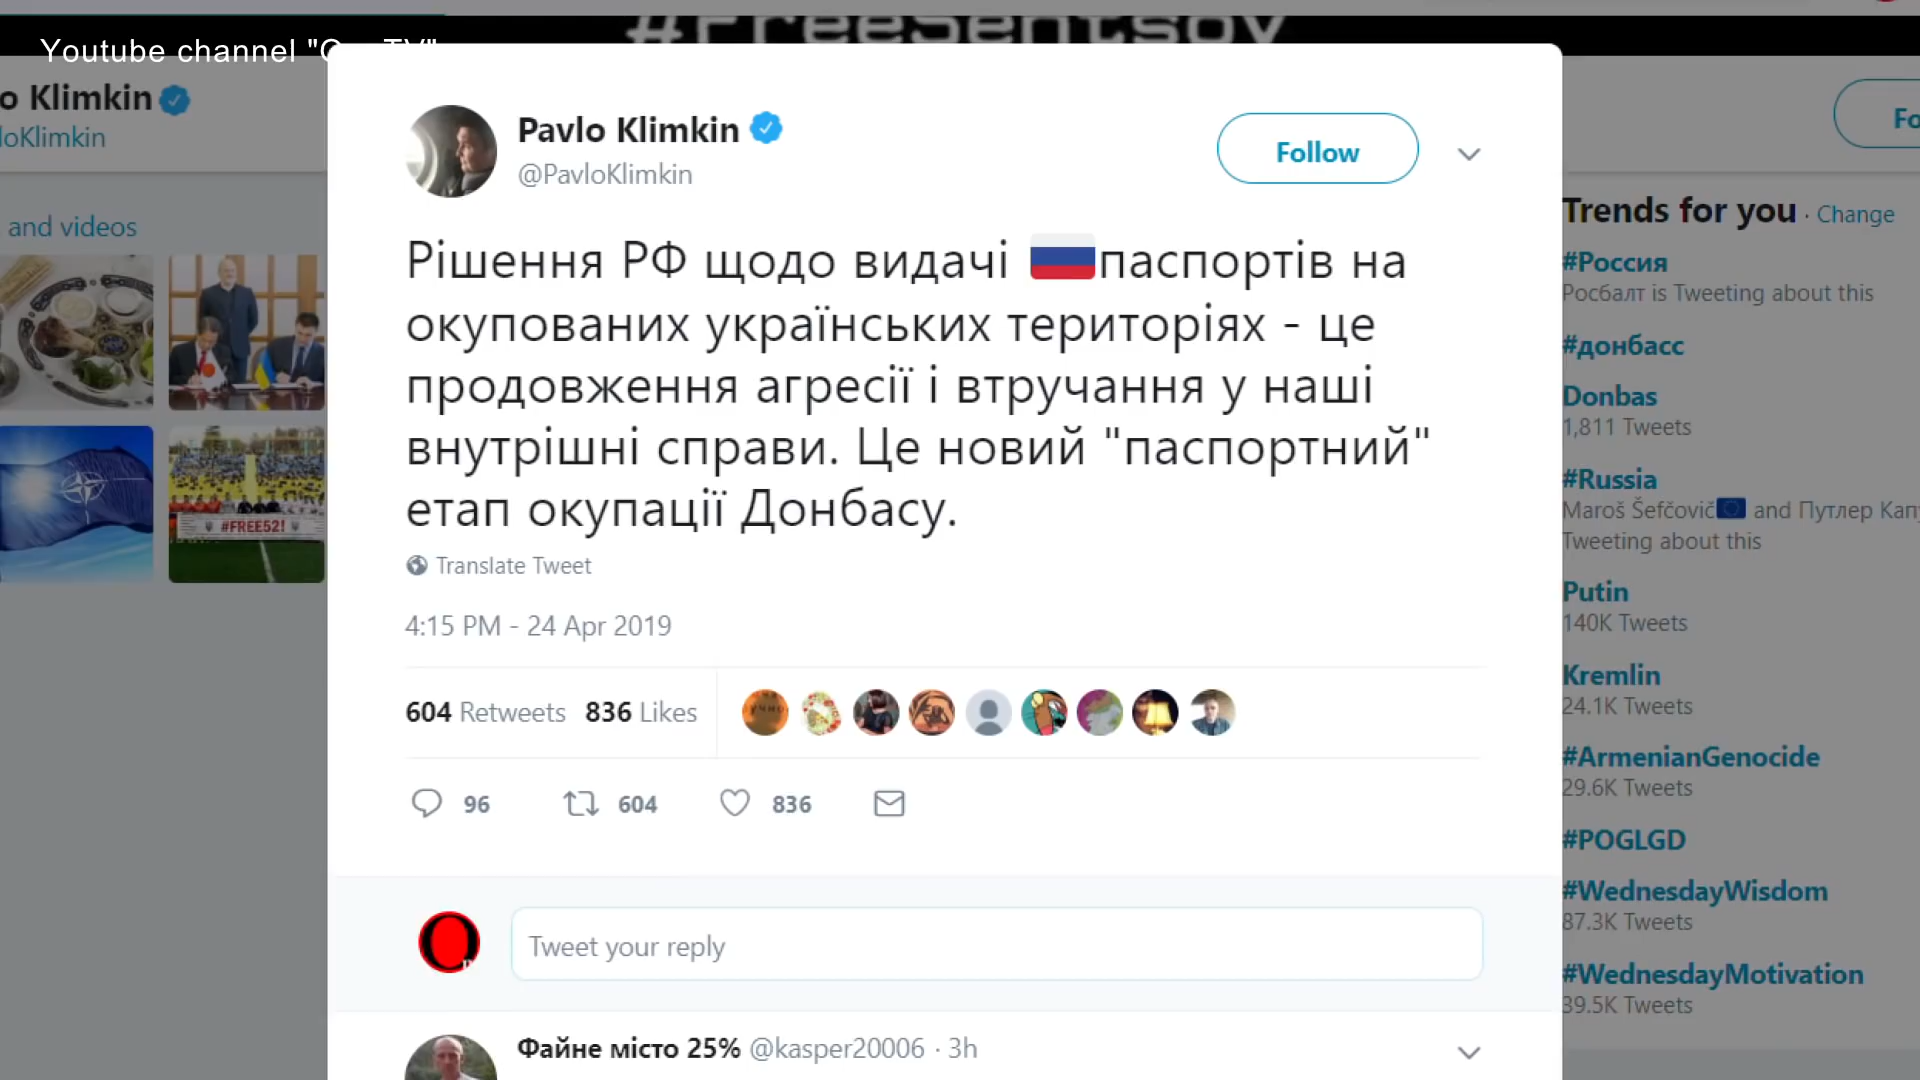 #FreeSentsov
Youtube channel
o Klimkin
loKlimkin
and videos
#FREE52!
Pavlo Klimkin
@PavloKlimkin
Follow
Рішення РФ щодо видачі 🇷🇺паспортів на
окупованих українських територіях - це
продовження агресії і втручання у наші
внутрішні справи. Це новий "паспортний"
етап окупації Донбасу.
Translate Tweet
4:15 PM - 24 Apr 2019
604 Retweets 836 Likes
96 604 836
Tweet your reply
Файне місто 25% @kasper20006 · 3h
Fo
Trends for you · Change
#Россия
Росбалт is Tweeting about this
#донбасс
Donbas
1,811 Tweets
#Russia
Maroš Šefčovič🇪🇺 and Путлер Кап
Tweeting about this
Putin
140K Tweets
Kremlin
24.1K Tweets
#ArmenianGenocide
29.6K Tweets
#POGLGD
#WednesdayWisdom
87.3K Tweets
#WednesdayMotivation
39.5K Tweets